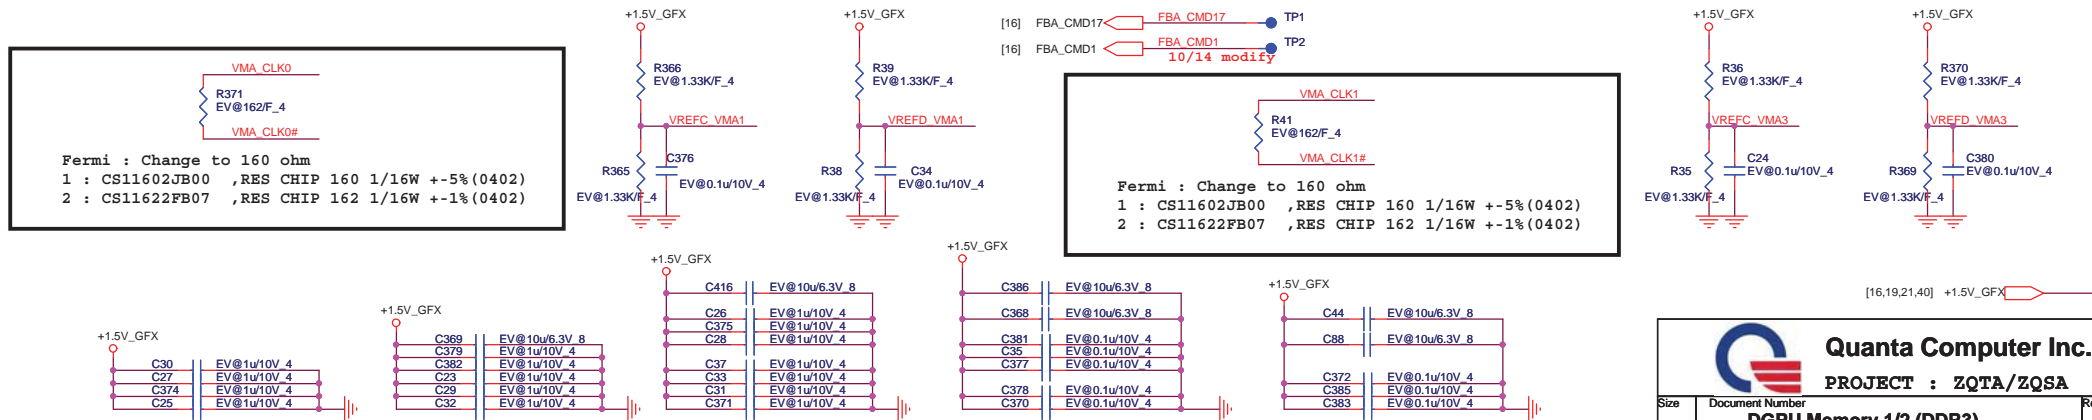 +1.5V_GFX
+1.5V_GFX
[16] FBA_CMD17 FBA_CMD17 TP1
[16] FBA_CMD1 FBA_CMD1 TP2
10/14 modify
+1.5V_GFX
+1.5V_GFX
VMA_CLK0
R371
EV@162/F_4
VMA_CLK0#
Fermi : Change to 160 ohm
1 : CS11602JB00 ,RES CHIP 160 1/16W +-5%(0402)
2 : CS11622FB07 ,RES CHIP 162 1/16W +-1%(0402)
R366
EV@1.33K/F_4
VREFC_VMA1
R365
EV@1.33K/F_4
C376
EV@0.1u/10V_4
R39
EV@1.33K/F_4
VREFD_VMA1
R38
EV@1.33K/F_4
C34
EV@0.1u/10V_4
VMA_CLK1
R41
EV@162/F_4
VMA_CLK1#
Fermi : Change to 160 ohm
1 : CS11602JB00 ,RES CHIP 160 1/16W +-5%(0402)
2 : CS11622FB07 ,RES CHIP 162 1/16W +-1%(0402)
R36
EV@1.33K/F_4
VREFC_VMA3
R35
EV@1.33K/F_4
C24
EV@0.1u/10V_4
R370
EV@1.33K/F_4
VREFD_VMA3
R369
EV@1.33K/F_4
C380
EV@0.1u/10V_4
+1.5V_GFX
C30 EV@1u/10V_4
C27 EV@1u/10V_4
C374 EV@1u/10V_4
C25 EV@1u/10V_4
+1.5V_GFX
C369 EV@10u/6.3V_8
C379 EV@1u/10V_4
C382 EV@1u/10V_4
C23 EV@1u/10V_4
C29 EV@1u/10V_4
C32 EV@1u/10V_4
+1.5V_GFX
C416 EV@10u/6.3V_8
C26 EV@1u/10V_4
C375 EV@1u/10V_4
C28 EV@1u/10V_4
C37 EV@1u/10V_4
C33 EV@1u/10V_4
C31 EV@1u/10V_4
C371 EV@1u/10V_4
+1.5V_GFX
C386 EV@10u/6.3V_8
C368 EV@10u/6.3V_8
C381 EV@0.1u/10V_4
C35 EV@0.1u/10V_4
C377 EV@0.1u/10V_4
C378 EV@0.1u/10V_4
C370 EV@0.1u/10V_4
+1.5V_GFX
C44 EV@10u/6.3V_8
C88 EV@10u/6.3V_8
C372 EV@0.1u/10V_4
C385 EV@0.1u/10V_4
C383 EV@0.1u/10V_4
[16,19,21,40] +1.5V_GFX
Quanta Computer Inc.
PROJECT : ZQTA/ZQSA
Size Document Number
DGPU Memory 1/2 (DDR3)